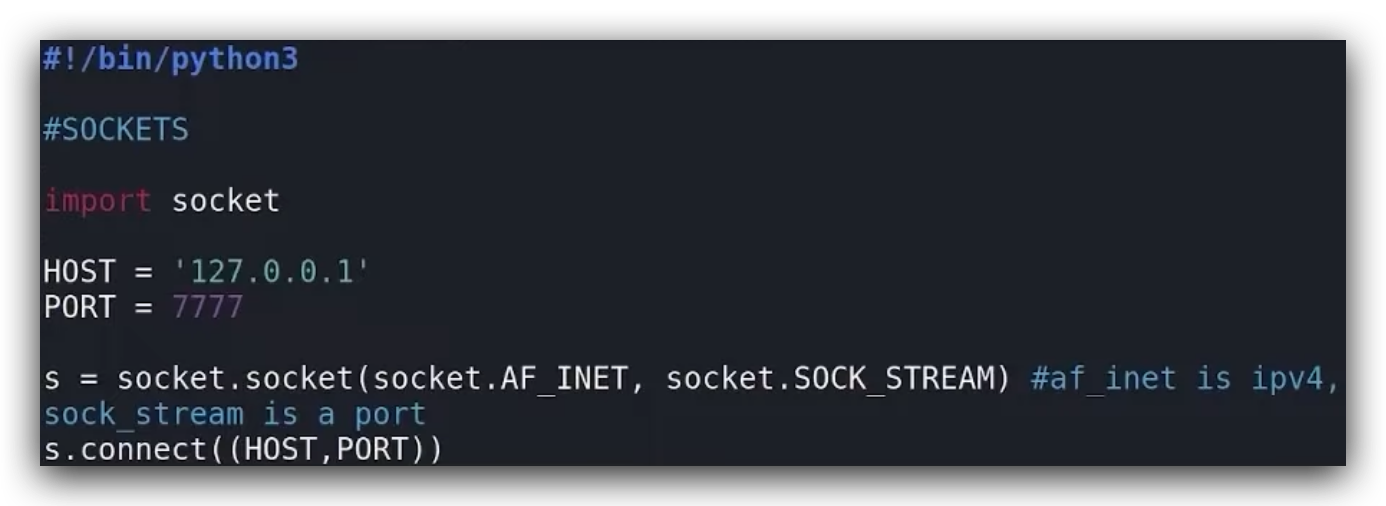 #!/bin/python3
#SOCKETS
import socket
HOST = '127.0.0.1'
PORT = 7777
s = socket.socket(socket.AF_INET, socket.SOCK_STREAM) #af_inet is ipv4,
sock_stream is a port
s.connect((HOST,PORT))